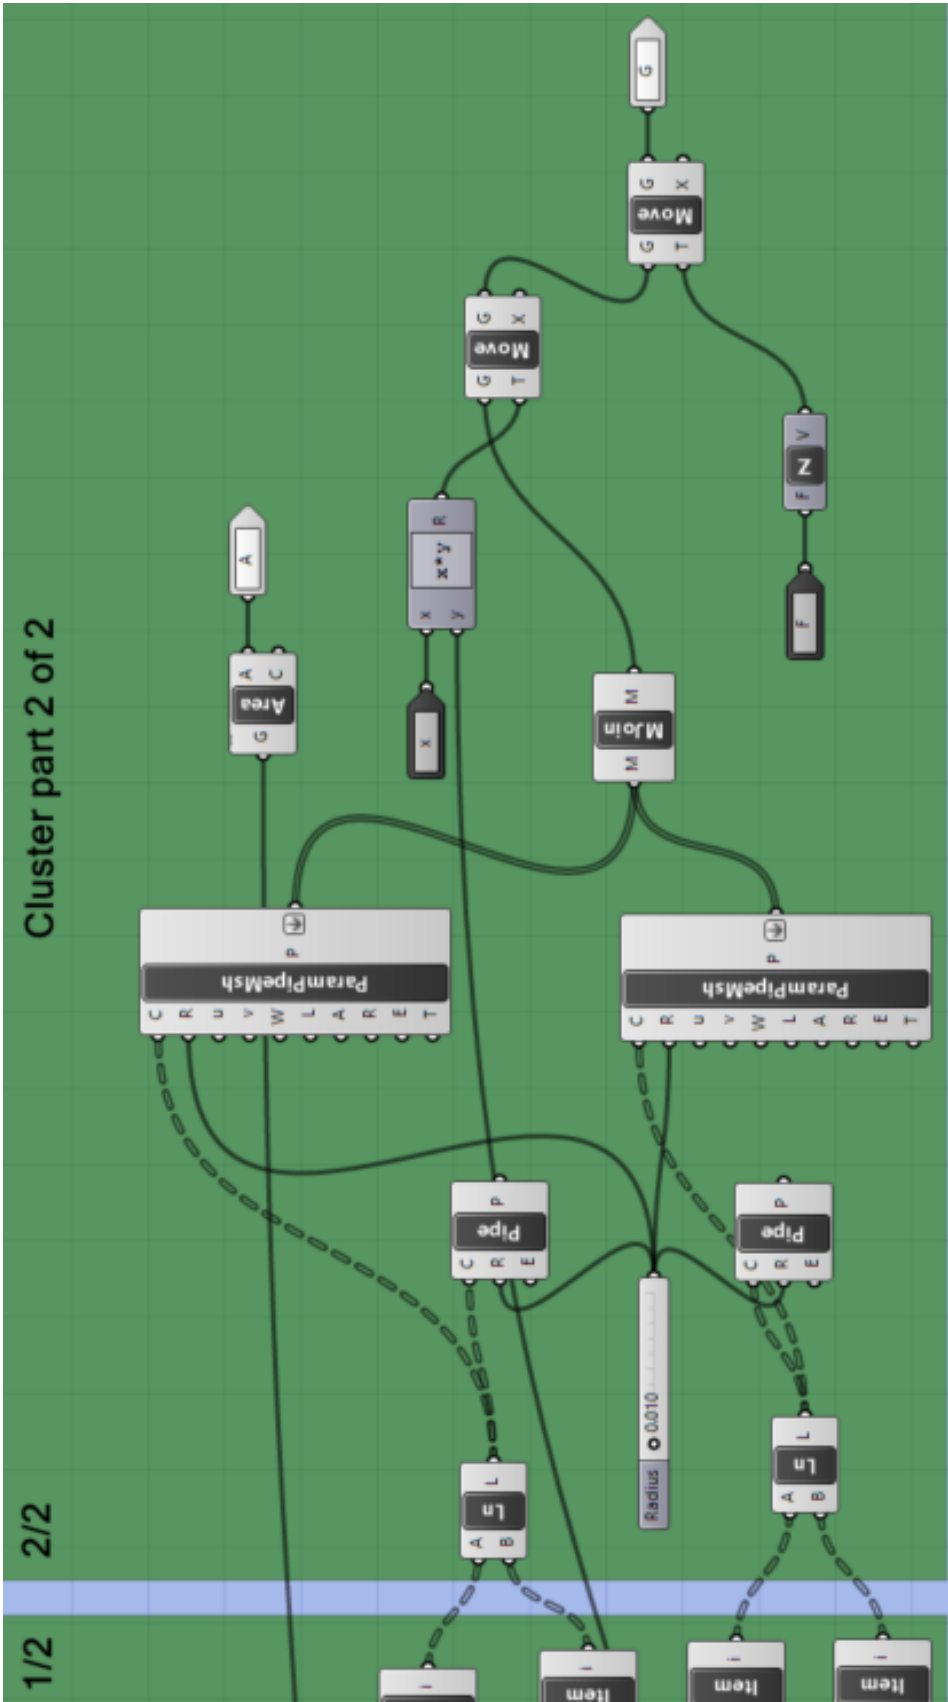 1/2
2/2
Cluster part 2 of 2
C
R
u
v
W
L
A
R
E
T
ParamPipeMsh
P
G
Area
A
C
A
x
x
y
x*y
R
G
T
Move
G
X
A
B
Ln
L
C
R
E
Pipe
P
Radius
0.010
C
R
u
v
W
L
A
R
E
T
ParamPipeMsh
P
M
MJoin
M
G
T
Move
G
X
G
A
B
Ln
L
C
R
E
Pipe
P
F
F
Z
V
i
Item
i
Item
i
Item
i